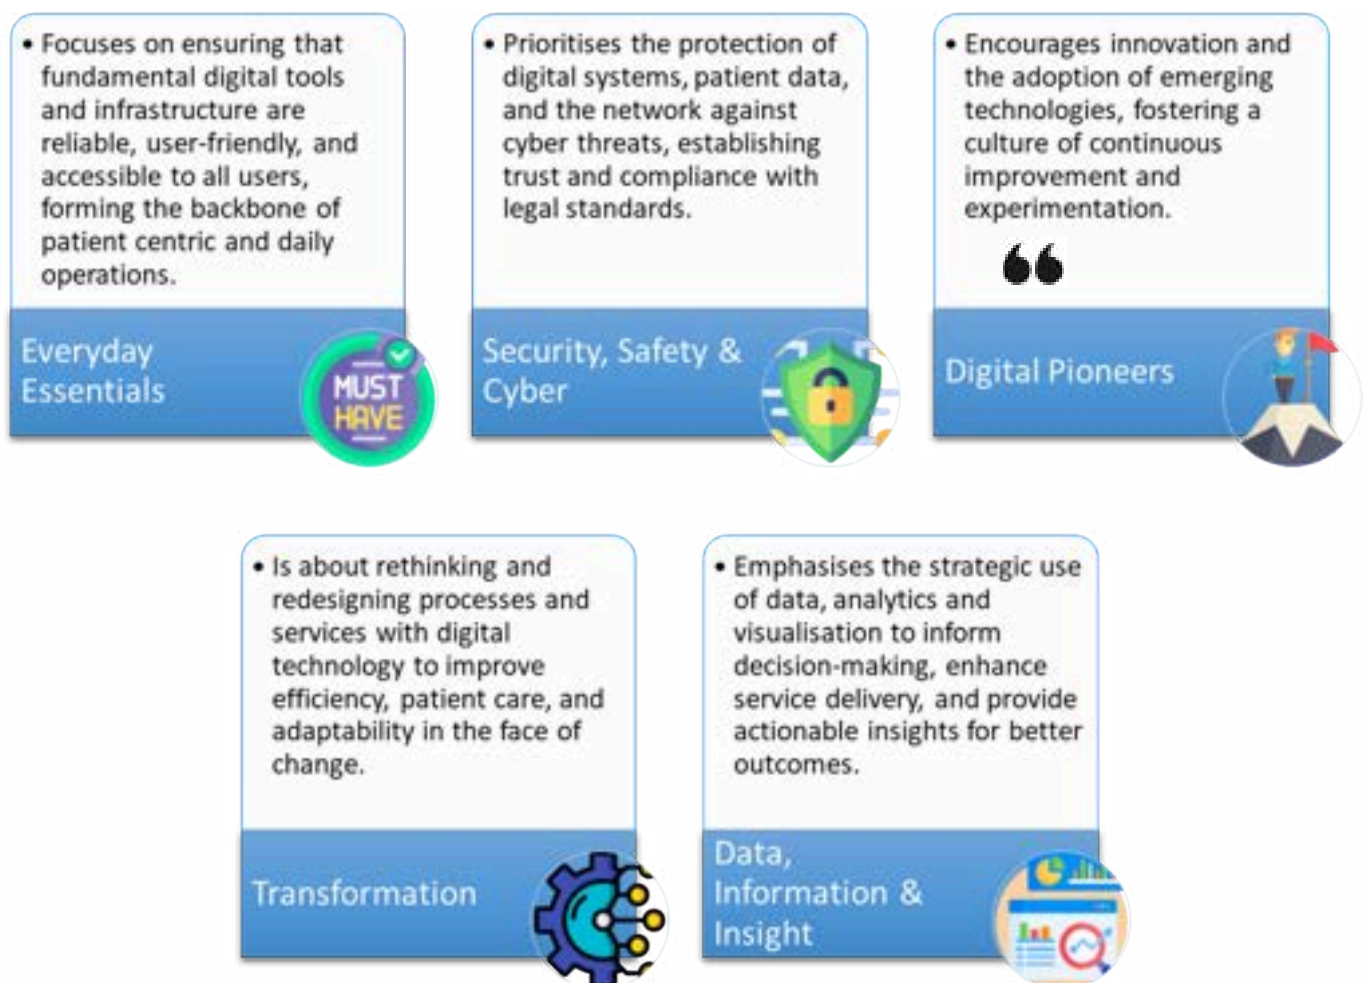 • Focuses on ensuring that
fundamental digital tools
and infrastructure are
reliable, user-friendly, and
accessible to all users,
forming the backbone of
patient centric and daily
operations.
Everyday
Essentials
MUST
HAVE
• Prioritises the protection of
digital systems, patient data,
and the network against
cyber threats, establishing
trust and compliance with
legal standards.
Security, Safety &
Cyber
• Encourages innovation and
the adoption of emerging
technologies, fostering a
culture of continuous
improvement and
experimentation.
❝
Digital Pioneers
• Is about rethinking and
redesigning processes and
services with digital
technology to improve
efficiency, patient care, and
adaptability in the face of
change.
Transformation
• Emphasises the strategic use
of data, analytics and
visualisation to inform
decision-making, enhance
service delivery, and provide
actionable insights for better
outcomes.
Data,
Information &
Insight